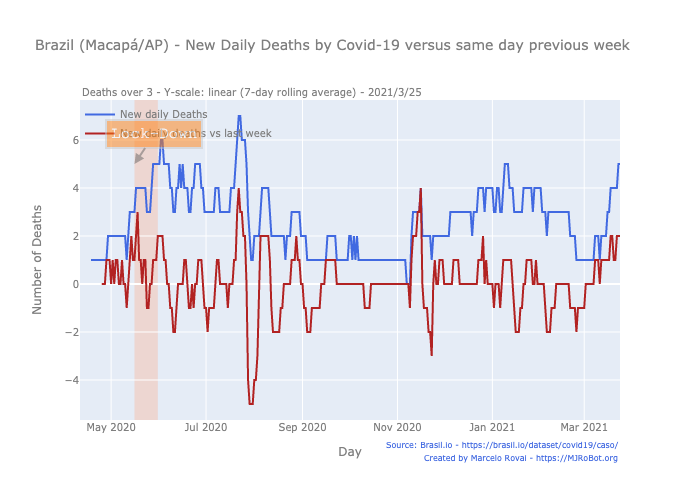 Brazil (Macapá/AP) - New Daily Deaths by Covid-19 versus same day previous week
Deaths over 3 - Y-scale: linear (7-day rolling average) - 2021/3/25
New daily Deaths
New daily deaths vs last week
Lock Down
Number of Deaths
6
4
2
0
−2
−4
May 2020
Jul 2020
Sep 2020
Nov 2020
Jan 2021
Mar 2021
Day
Source: Brasil.io - https://brasil.io/dataset/covid19/caso/
Created by Marcelo Rovai - https://MJRoBot.org